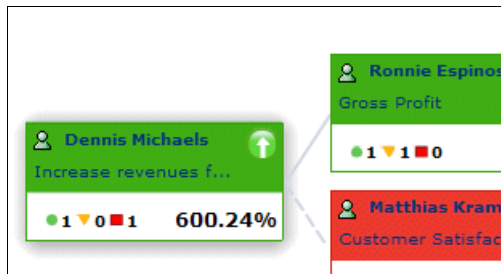 Ronnie Espinos
Gross Profit
1 1 0
Dennis Michaels
Increase revenues f...
1 0 1 600.24%
Matthias Kram
Customer Satisfac